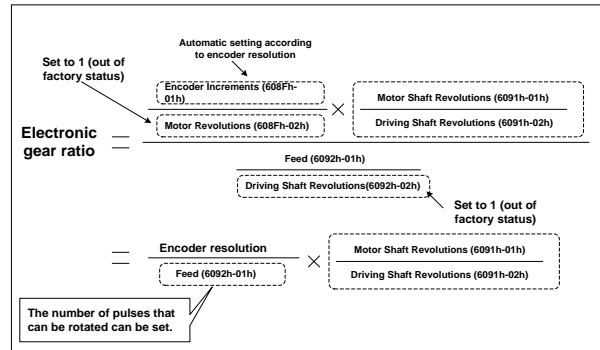 Automatic setting according
to encoder resolution
Set to 1 (out of
factory status)
Encoder Increments (608Fh-
01h)
Motor Revolutions (608Fh-02h)
×
Motor Shaft Revolutions (6091h-01h)
Driving Shaft Revolutions (6091h-02h)
Electronic
gear ratio
=
Feed (6092h-01h)
Driving Shaft Revolutions(6092h-02h)
Set to 1 (out of
factory status)
=
Encoder resolution
Feed (6092h-01h)
×
Motor Shaft Revolutions (6091h-01h)
Driving Shaft Revolutions (6091h-02h)
The number of pulses that
can be rotated can be set.